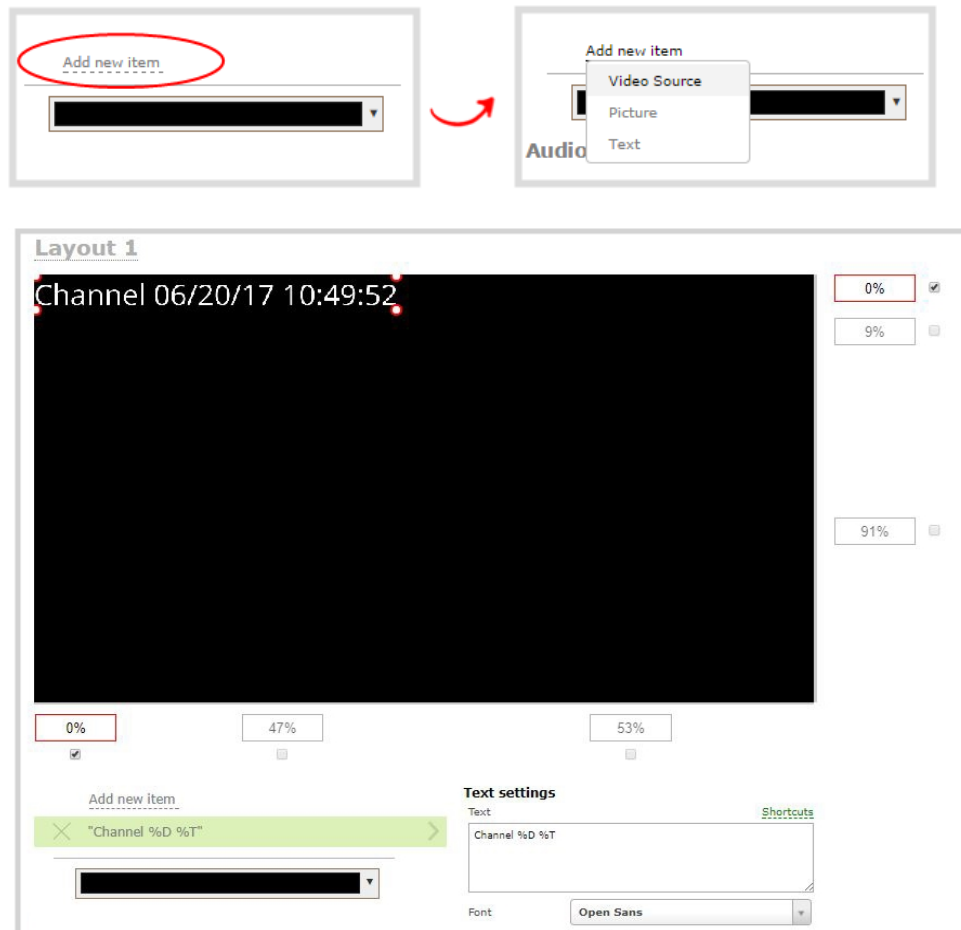 Add new item
Add new item
Video Source
Picture
Text
Audio
Layout 1
Channel 06/20/17 10:49:52
0%
9%
91%
0%
47%
53%
Add new item
"Channel %D %T"
Text settings
Text
Shortcuts
Channel %D %T
Font
Open Sans